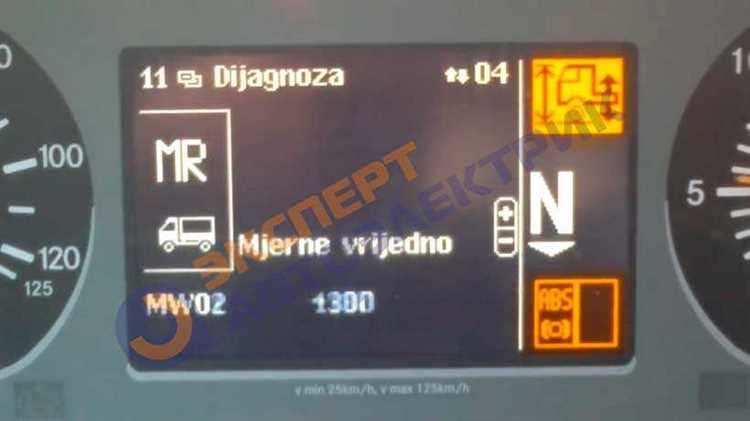 11 Dijagnoza 04
MR
N
Mjerne vrijedno
+
-
MW02 1300
ABS
100
120
125
5
v min 25km/h, v max 125km/h
ЭКСПЕРТ
АВТОЭЛЕКТРИК